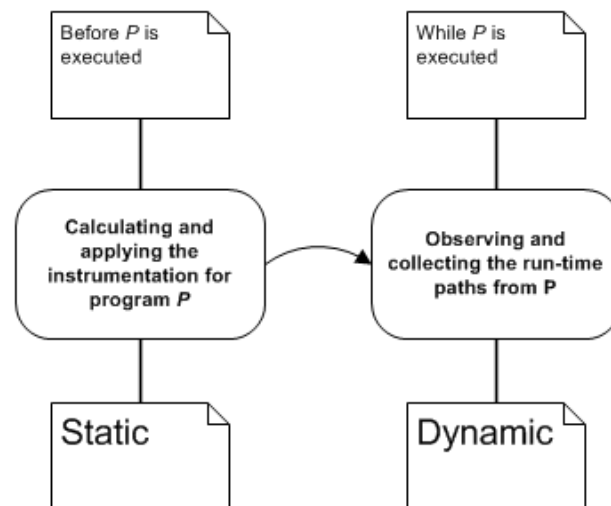 Before P is
executed
While P is
executed
Calculating and
applying the
instrumentation for
program P
Observing and
collecting the run-time
paths from P
Static
Dynamic